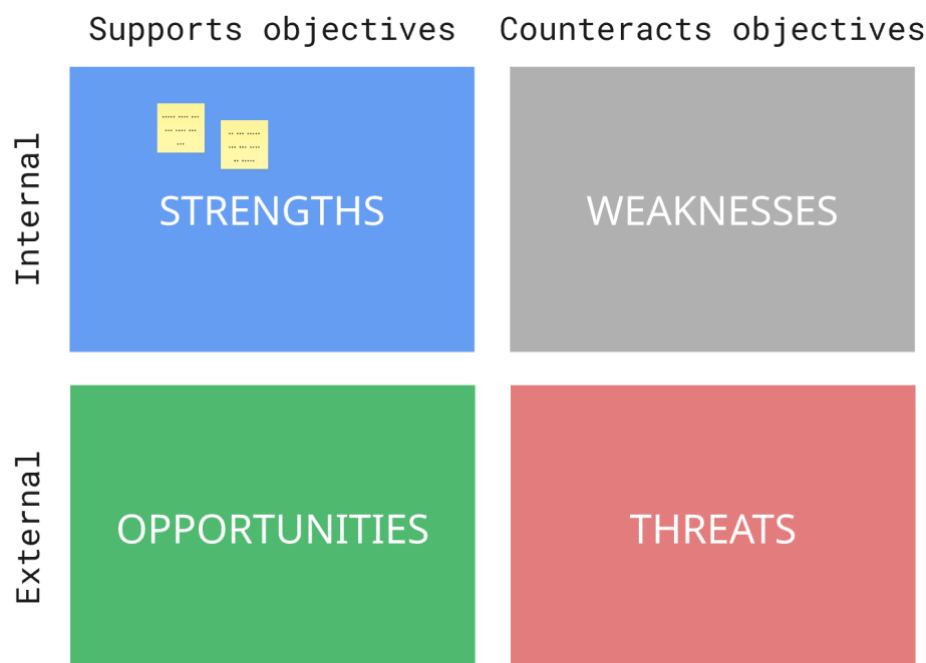 Supports objectives
Counteracts objectives
Internal
STRENGTHS
WEAKNESSES
External
OPPORTUNITIES
THREATS